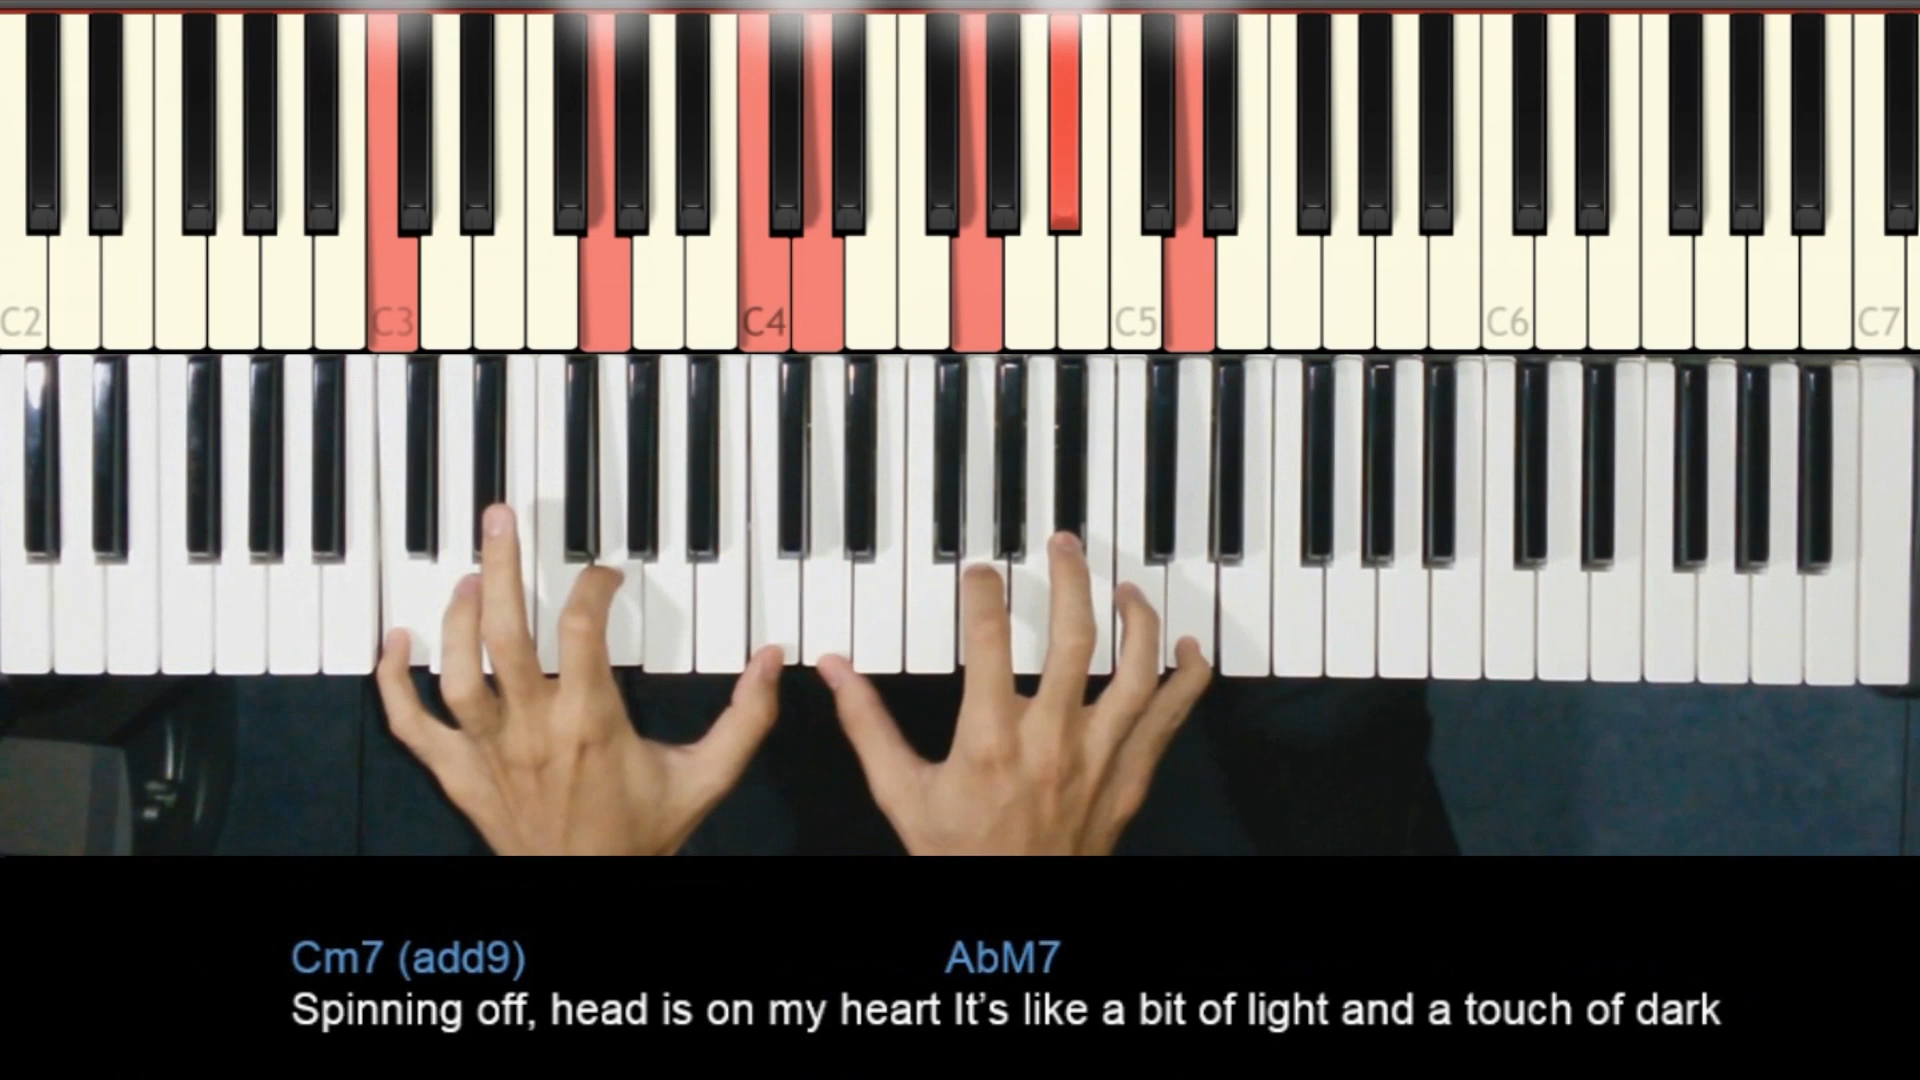 C2 C3 C4 C5 C6 C7
Cm7 (add9) AbM7
Spinning off, head is on my heart It’s like a bit of light and a touch of dark